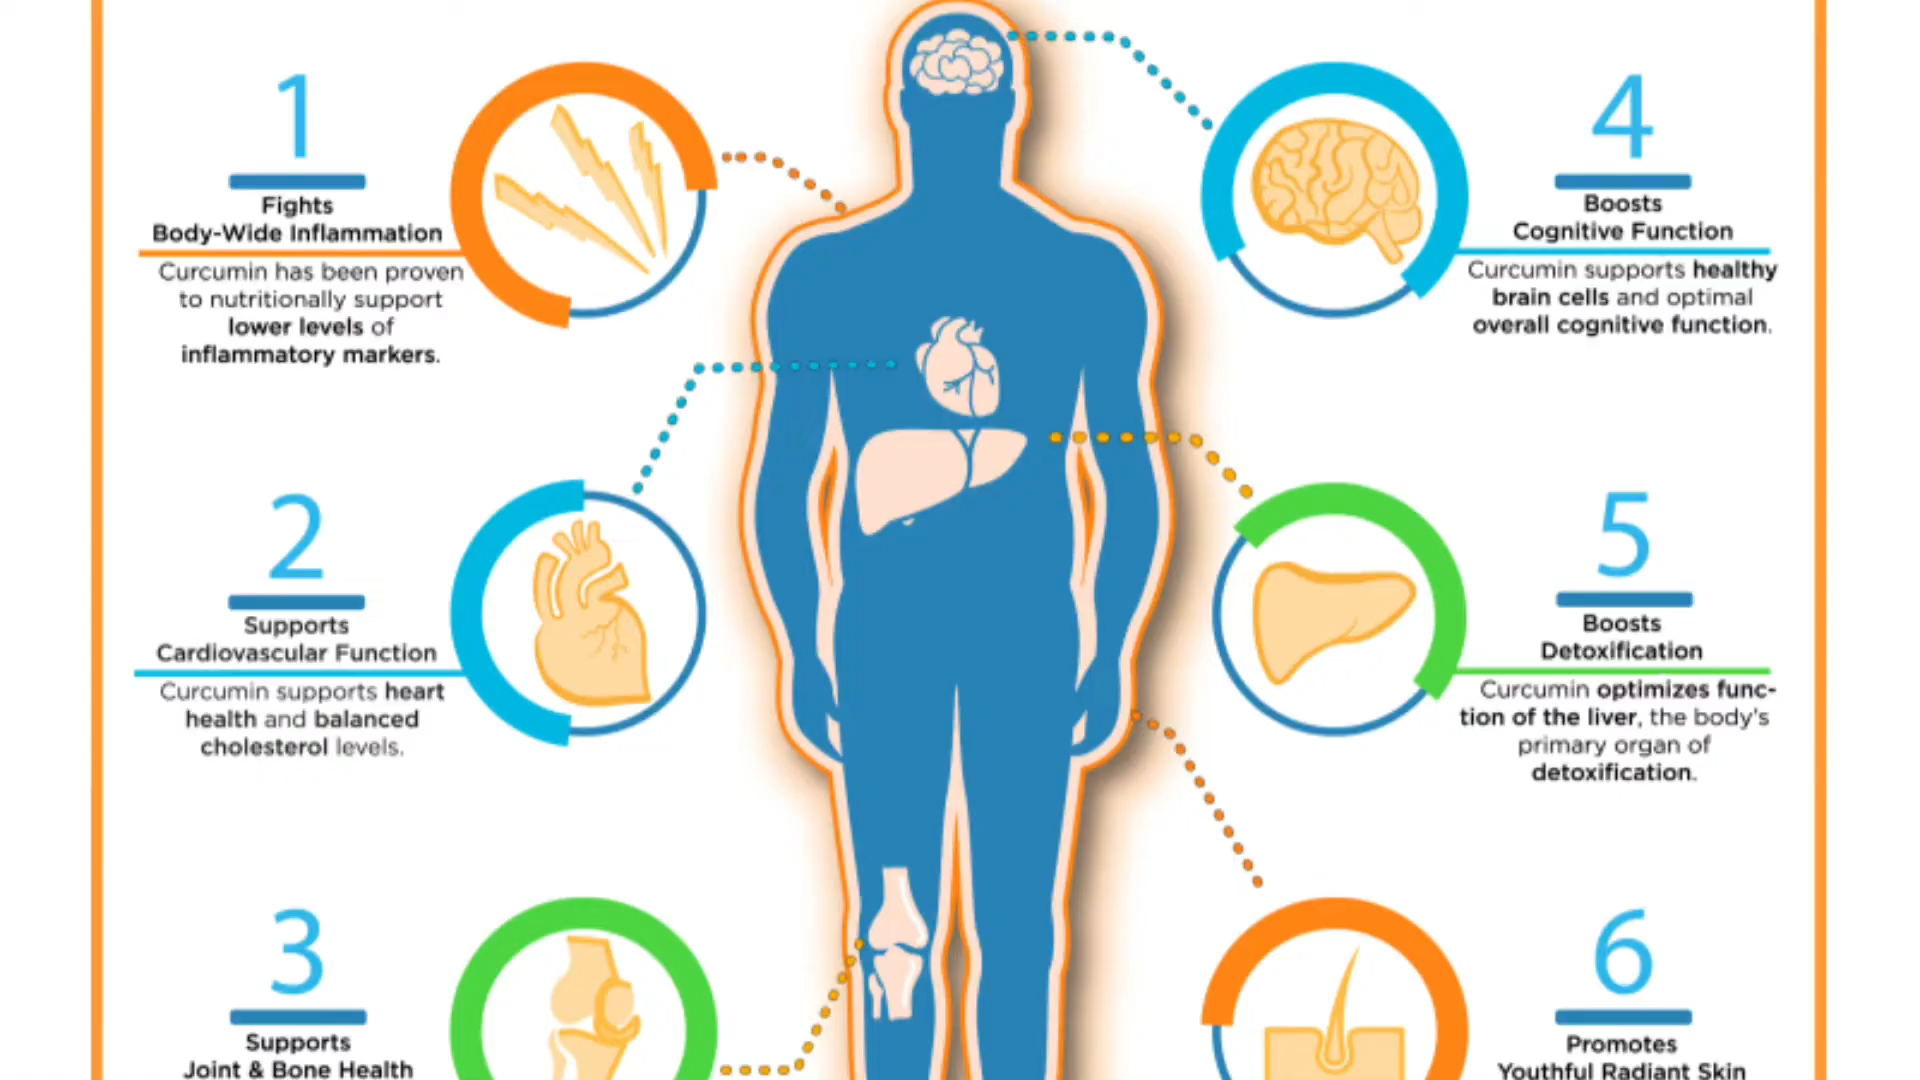 1
Fights
Body-Wide Inflammation
Curcumin has been proven
to nutritionally support
lower levels of
inflammatory markers.
2
Supports
Cardiovascular Function
Curcumin supports heart
health and balanced
cholesterol levels.
3
Supports
Joint & Bone Health
4
Boosts
Cognitive Function
Curcumin supports healthy
brain cells and optimal
overall cognitive function.
5
Boosts
Detoxification
Curcumin optimizes func-
tion of the liver, the body's
primary organ of
detoxification.
6
Promotes
Youthful Radiant Skin